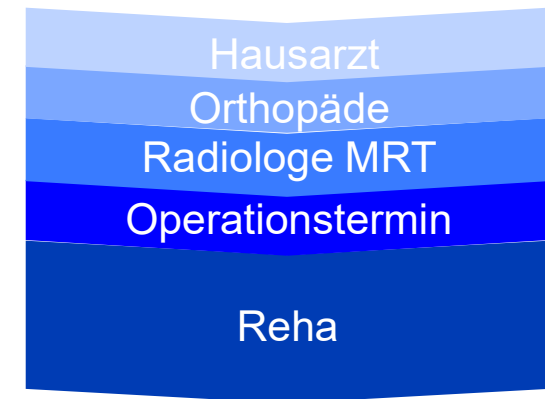 Hausarzt
Orthopäde
Radiologe MRT
Operationstermin
Reha